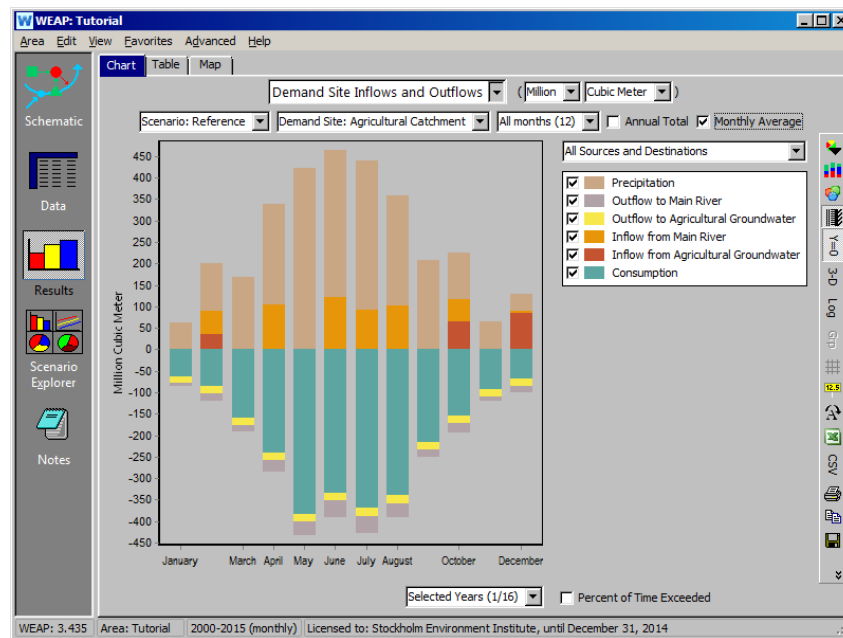 WEAP: Tutorial
Area Edit View Favorites Advanced Help
Chart Table Map
Demand Site Inflows and Outflows ( Million Cubic Meter )
Scenario: Reference Demand Site: Agricultural Catchment All months (12) Annual Total Monthly Average
All Sources and Destinations
Precipitation
Outflow to Main River
Outflow to Agricultural Groundwater
Inflow from Main River
Inflow from Agricultural Groundwater
Consumption
Schematic
Data
Results
Scenario
Explorer
Notes
Million Cubic Meter
450
400
350
300
250
200
150
100
50
0
-50
-100
-150
-200
-250
-300
-350
-400
-450
January March April May June July August October December
Y=0
3-D
Log
Grp
12.5
CSV
Selected Years (1/16) Percent of Time Exceeded
WEAP: 3.435 Area: Tutorial 2000-2015 (monthly) Licensed to: Stockholm Environment Institute, until December 31, 2014